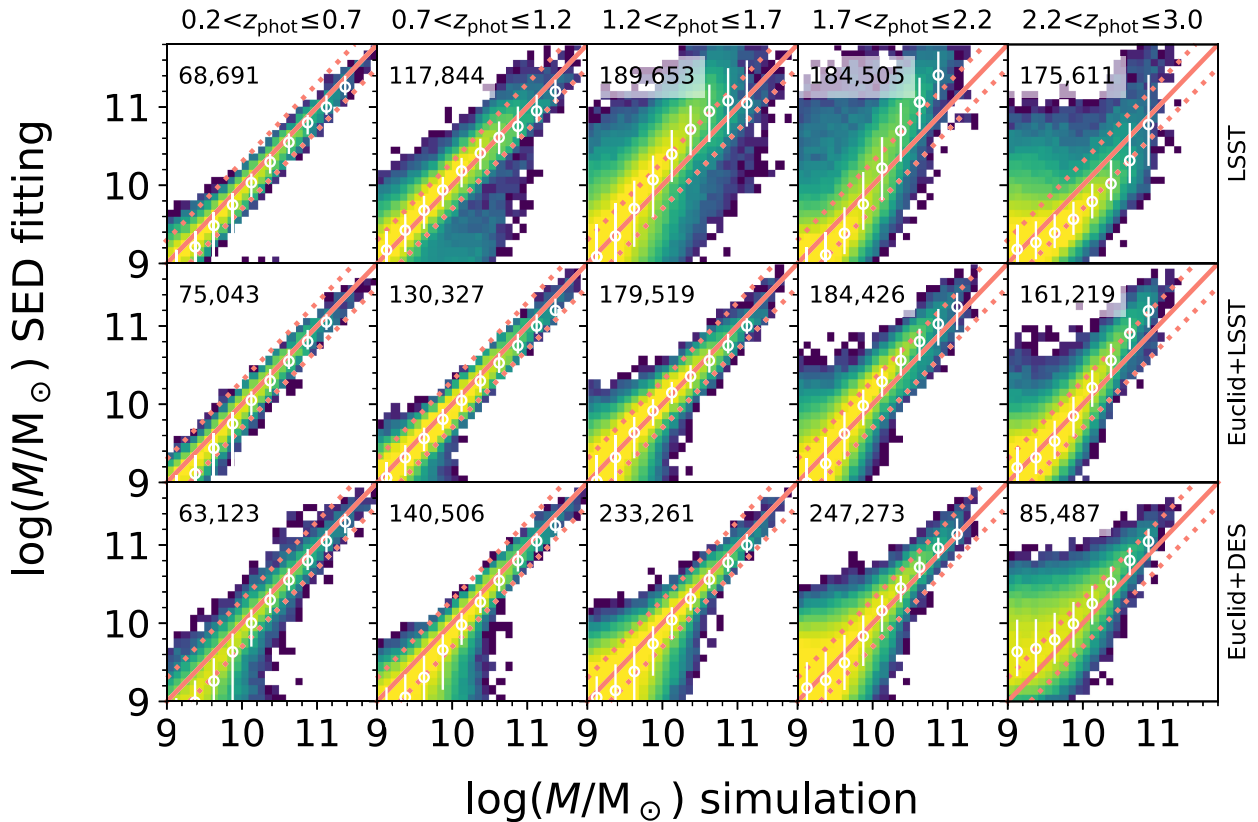 0.2<z_phot≤0.7 0.7<z_phot≤1.2 1.2<z_phot≤1.7 1.7<z_phot≤2.2 2.2<z_phot≤3.0
68,691 117,844 189,653 184,505 175,611
11
10
9
LSST
75,043 130,327 179,519 184,426 161,219
11
10
9
Euclid+LSST
63,123 140,506 233,261 247,273 85,487
11
10
9
Euclid+DES
9 10 11 9 10 11 9 10 11 9 10 11 9 10 11
log(M/M⊙) simulation
log(M/M⊙) SED fitting